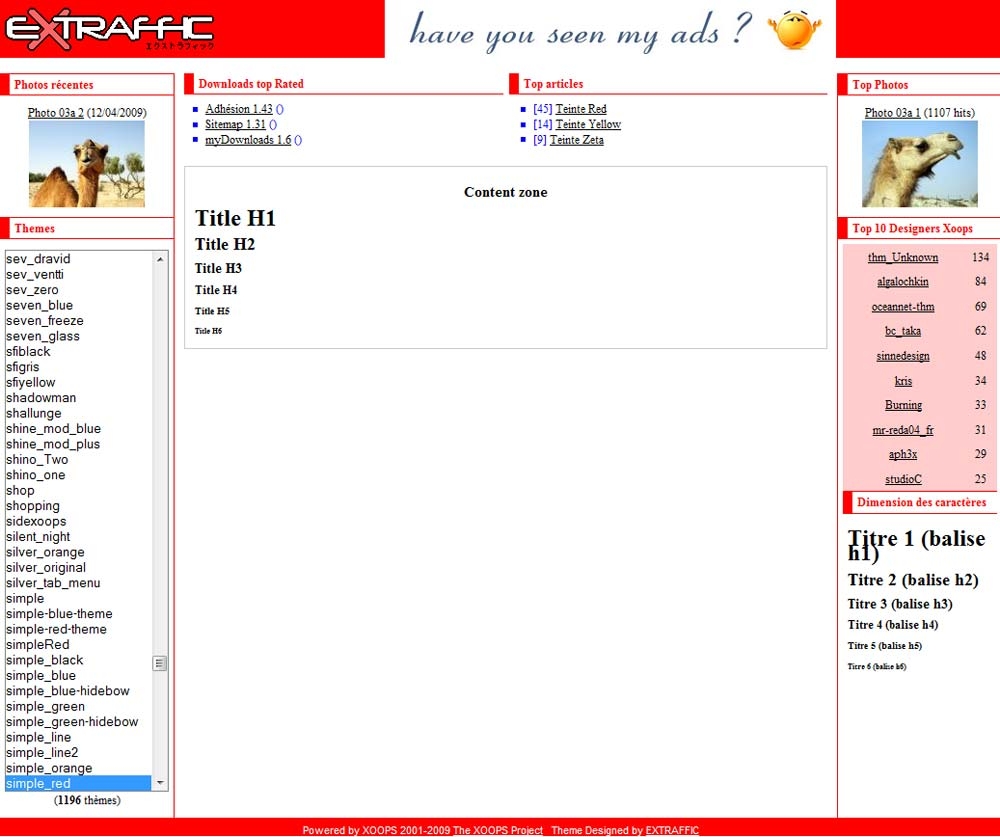 EXTRAFFIC
エクストラフィック
have you seen my ads ?
Photos récentes
Photo 03a 2 (12/04/2009)
Themes
sev_dravid
sev_ventti
sev_zero
seven_blue
seven_freeze
seven_glass
sfiblack
sfigris
sfiyellow
shadowman
shallunge
shine_mod_blue
shine_mod_plus
shino_Two
shino_one
shop
shopping
sidexoops
silent_night
silver_orange
silver_original
silver_tab_menu
simple
simple-blue-theme
simple-red-theme
simpleRed
simple_black
simple_blue
simple_blue-hidebow
simple_green
simple_green-hidebow
simple_line
simple_line2
simple_orange
simple_red
(1196 thèmes)
Downloads top Rated
Adhésion 1.43 ()
Sitemap 1.31 ()
myDownloads 1.6 ()
Top articles
[45] Teinte Red
[14] Teinte Yellow
[9] Teinte Zeta
Content zone
Title H1
Title H2
Title H3
Title H4
Title H5
Title H6
Top Photos
Photo 03a 1 (1107 hits)
Top 10 Designers Xoops
thm_Unknown 134
algalochkin 84
oceannet-thm 69
bc_taka 62
sinnedesign 48
kris 34
Burning 33
mr-reda04_fr 31
aph3x 29
studioC 25
Dimension des caractères
Titre 1 (balise
h1)
Titre 2 (balise h2)
Titre 3 (balise h3)
Titre 4 (balise h4)
Titre 5 (balise h5)
Titre 6 (balise h6)
Powered by XOOPS 2001-2009 The XOOPS Project Theme Designed by EXTRAFFIC